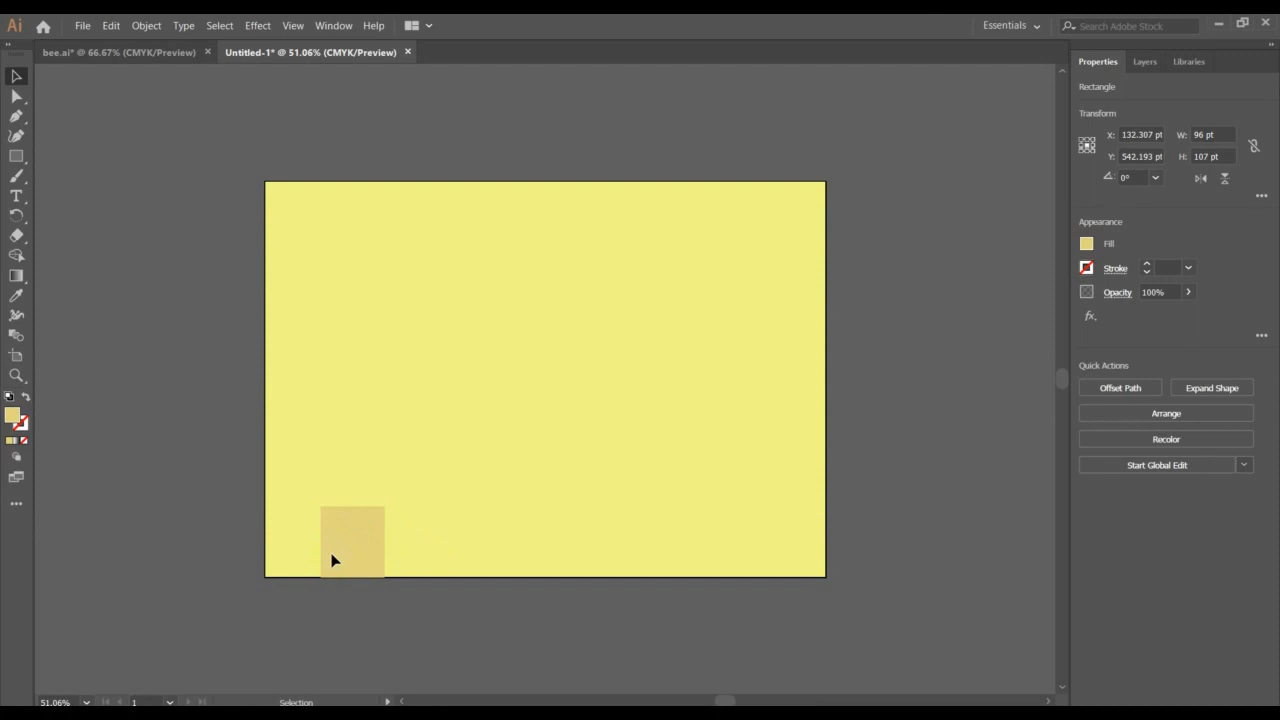 Ai File Edit Object Type Select Effect View Window Help Essentials Search Adobe Stock
bee.ai* @ 66.67% (CMYK/Preview) Untitled-1* @ 51.06% (CMYK/Preview)
Properties Layers Libraries
Rectangle
Transform
X: 132.307 pt W: 96 pt
Y: 542.193 pt H: 107 pt
0°
Appearance
Fill
Stroke
Opacity 100%
fx.
Quick Actions
Offset Path Expand Shape
Arrange
Recolor
Start Global Edit
51.06% 1 Selection